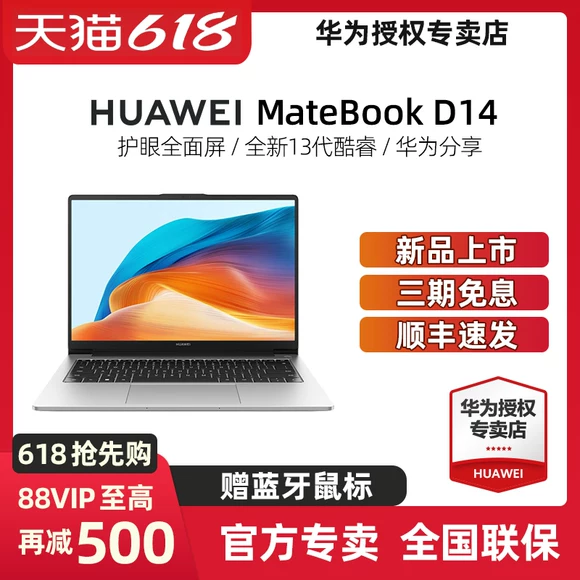 天猫618
华为授权专卖店
HUAWEI MateBook D14
护眼全面屏 / 全新13代酷睿 / 华为分享
新品上市
三期免息
顺丰速发
HUAWEI
华为授权
专卖店
HUAWEI
618 抢先购
88VIP 至高
再减500
赠蓝牙鼠标
官方专卖 全国联保